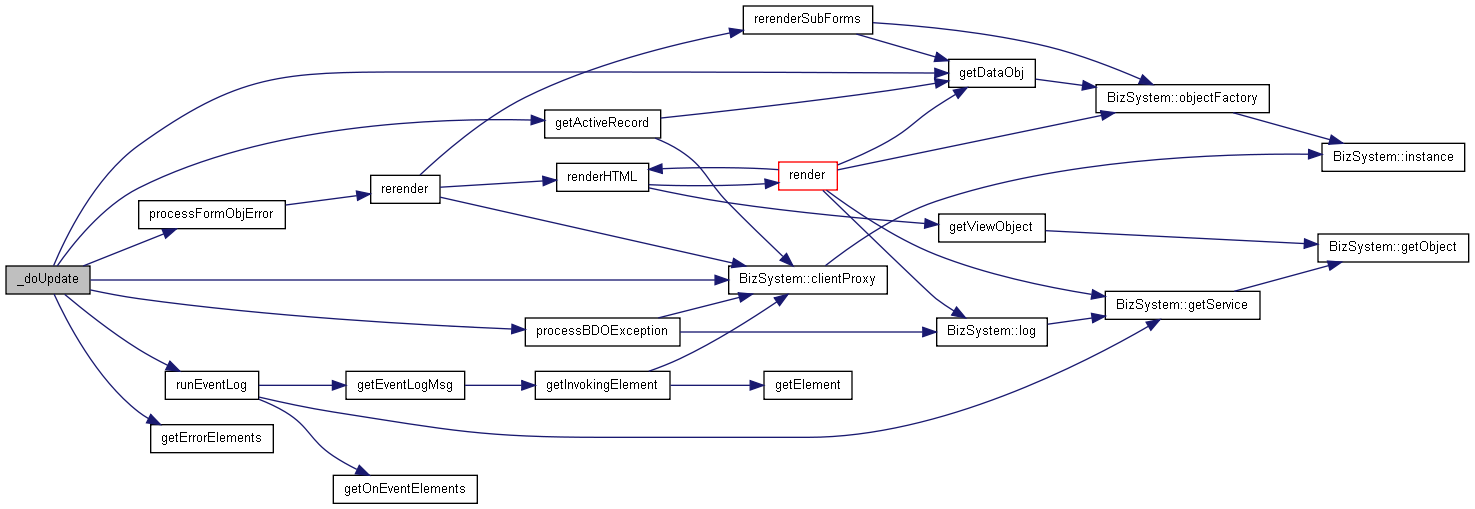 rerenderSubForms
getDataObj
BizSystem::objectFactory
getActiveRecord
BizSystem::instance
renderHTML
render
rerender
processFormObjError
getViewObject
BizSystem::getObject
_doUpdate
BizSystem::clientProxy
BizSystem::getService
processBDOException
BizSystem::log
runEventLog
getEventLogMsg
getInvokingElement
getElement
getErrorElements
getOnEventElements